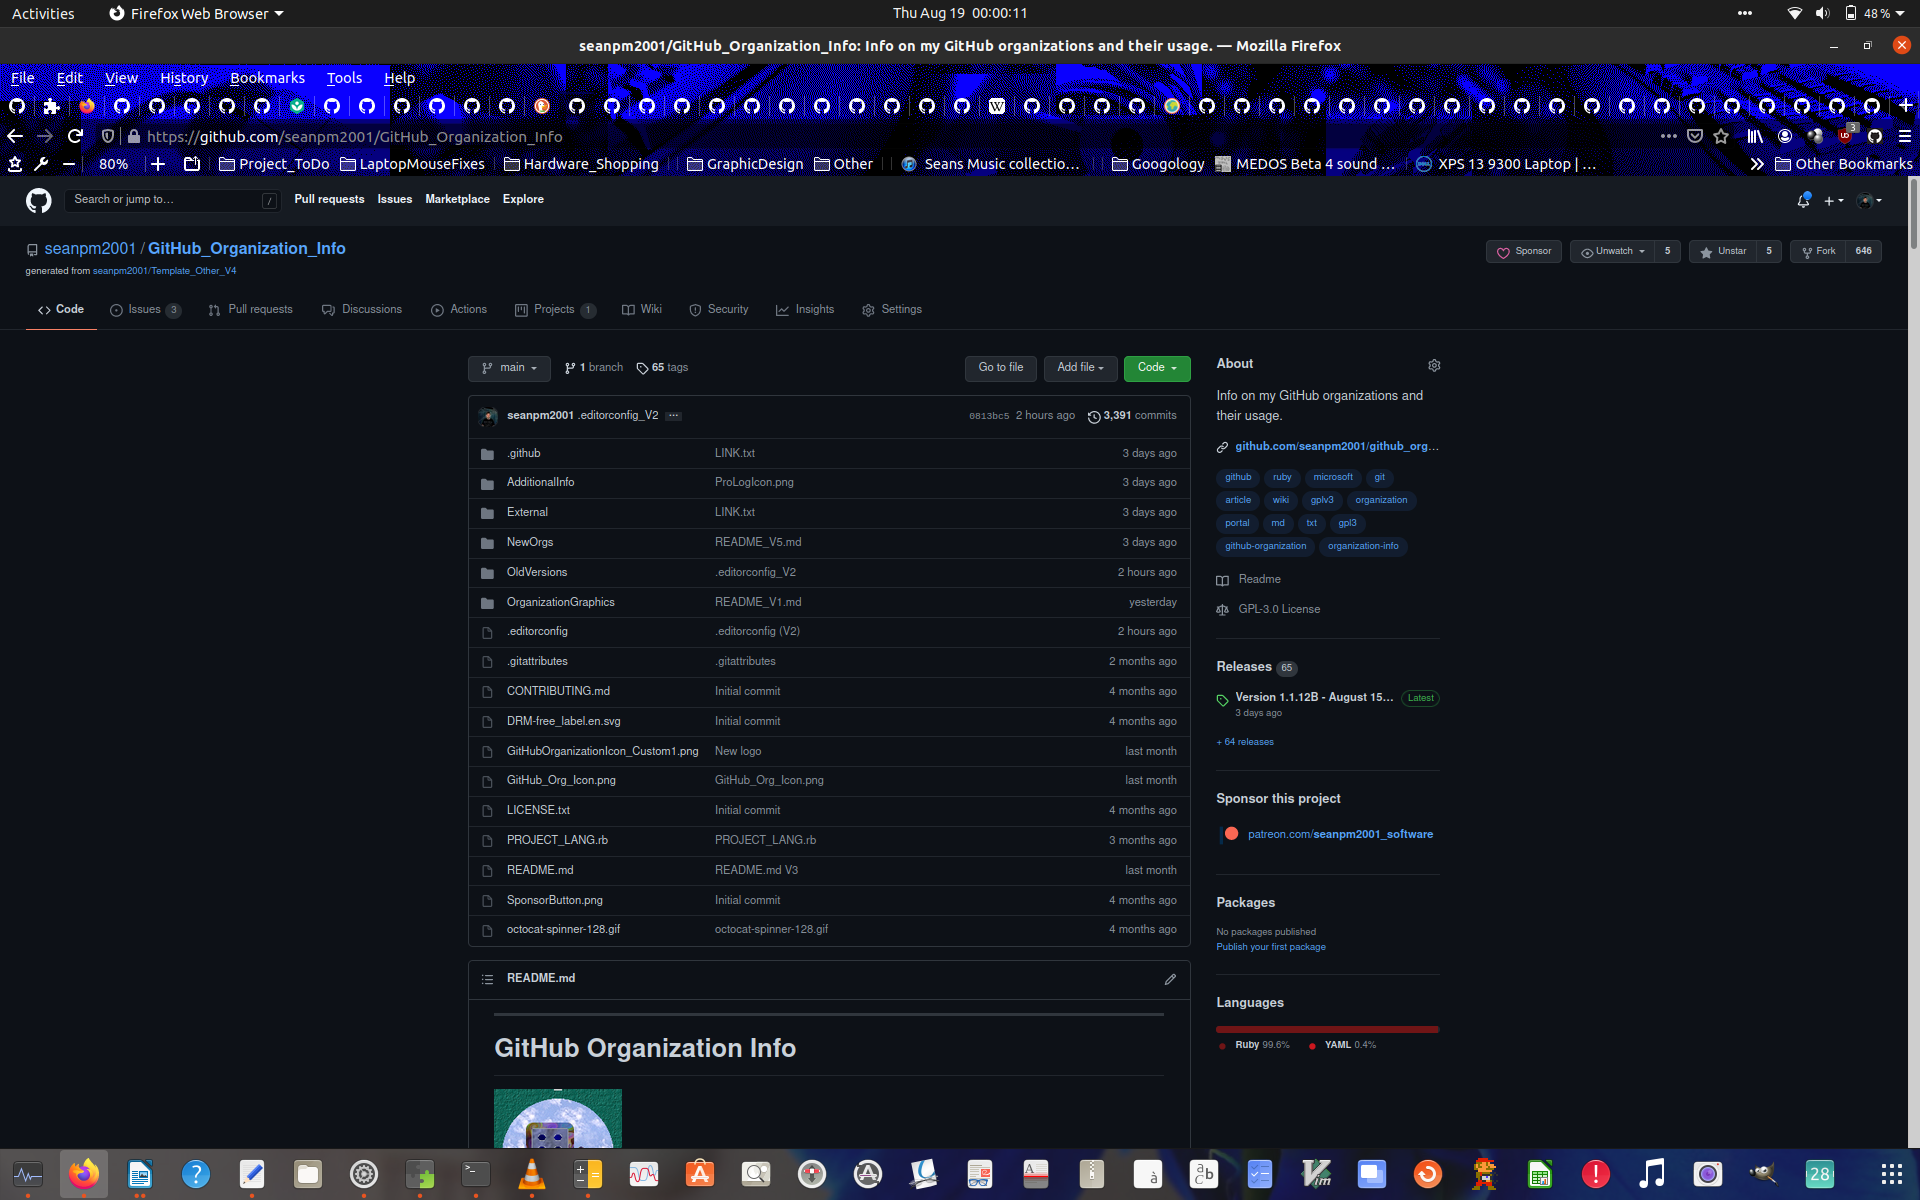 Activities Firefox Web Browser Thu Aug 19 00:00:11 48 %
seanpm2001/GitHub_Organization_Info: Info on my GitHub organizations and their usage. — Mozilla Firefox
File Edit View History Bookmarks Tools Help
https://github.com/seanpm2001/GitHub_Organization_Info 3
80% Project_ToDo LaptopMouseFixes Hardware_Shopping GraphicDesign Other Seans Music collectio… Googology MEDOS Beta 4 sound … XPS 13 9300 Laptop | … Other Bookmarks
Search or jump to… / Pull requests Issues Marketplace Explore
seanpm2001 / GitHub_Organization_Info Sponsor Unwatch 5 Unstar 5 Fork 646
generated from seanpm2001/Template_Other_V4
Code Issues 3 Pull requests Discussions Actions Projects 1 Wiki Security Insights Settings
main 1 branch 65 tags Go to file Add file Code
seanpm2001 .editorconfig_V2 ... 0813bc5 2 hours ago 3,391 commits
.github LINK.txt 3 days ago
AdditionalInfo ProLogIcon.png 3 days ago
External LINK.txt 3 days ago
NewOrgs README_V5.md 3 days ago
OldVersions .editorconfig_V2 2 hours ago
OrganizationGraphics README_V1.md yesterday
.editorconfig .editorconfig (V2) 2 hours ago
.gitattributes .gitattributes 2 months ago
CONTRIBUTING.md Initial commit 4 months ago
DRM-free_label.en.svg Initial commit 4 months ago
GitHubOrganizationIcon_Custom1.png New logo last month
GitHub_Org_Icon.png GitHub_Org_Icon.png last month
LICENSE.txt Initial commit 4 months ago
PROJECT_LANG.rb PROJECT_LANG.rb 3 months ago
README.md README.md V3 last month
SponsorButton.png Initial commit 4 months ago
octocat-spinner-128.gif octocat-spinner-128.gif 4 months ago
README.md
GitHub Organization Info
About
Info on my GitHub organizations and
their usage.
github.com/seanpm2001/github_org…
github ruby microsoft git
article wiki gplv3 organization
portal md txt gpl3
github-organization organization-info
Readme
GPL-3.0 License
Releases 65
Version 1.1.12B - August 15… Latest
3 days ago
+ 64 releases
Sponsor this project
patreon.com/seanpm2001_software
Packages
No packages published
Publish your first package
Languages
Ruby 99.6% YAML 0.4%
28